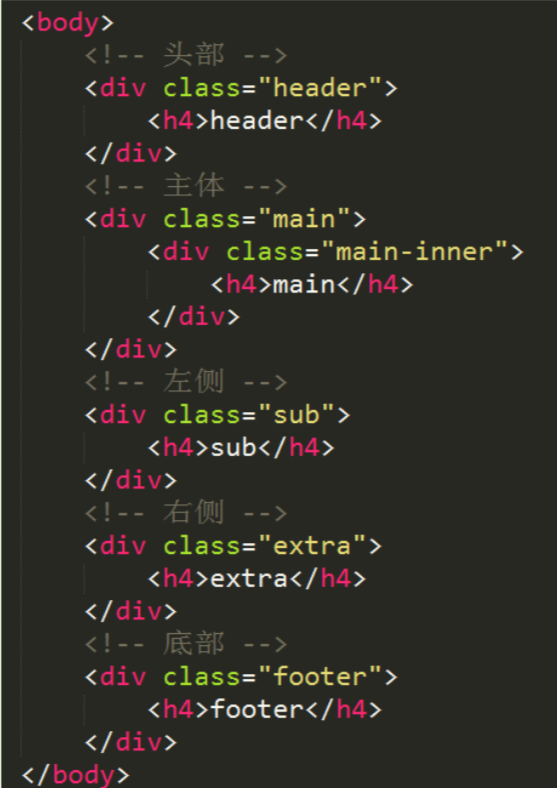 <body>
<!-- 头部 -->
<div class="header">
<h4>header</h4>
</div>
<!-- 主体 -->
<div class="main">
<div class="main-inner">
<h4>main</h4>
</div>
</div>
<!-- 左侧 -->
<div class="sub">
<h4>sub</h4>
</div>
<!-- 右侧 -->
<div class="extra">
<h4>extra</h4>
</div>
<!-- 底部 -->
<div class="footer">
<h4>footer</h4>
</div>
</body>